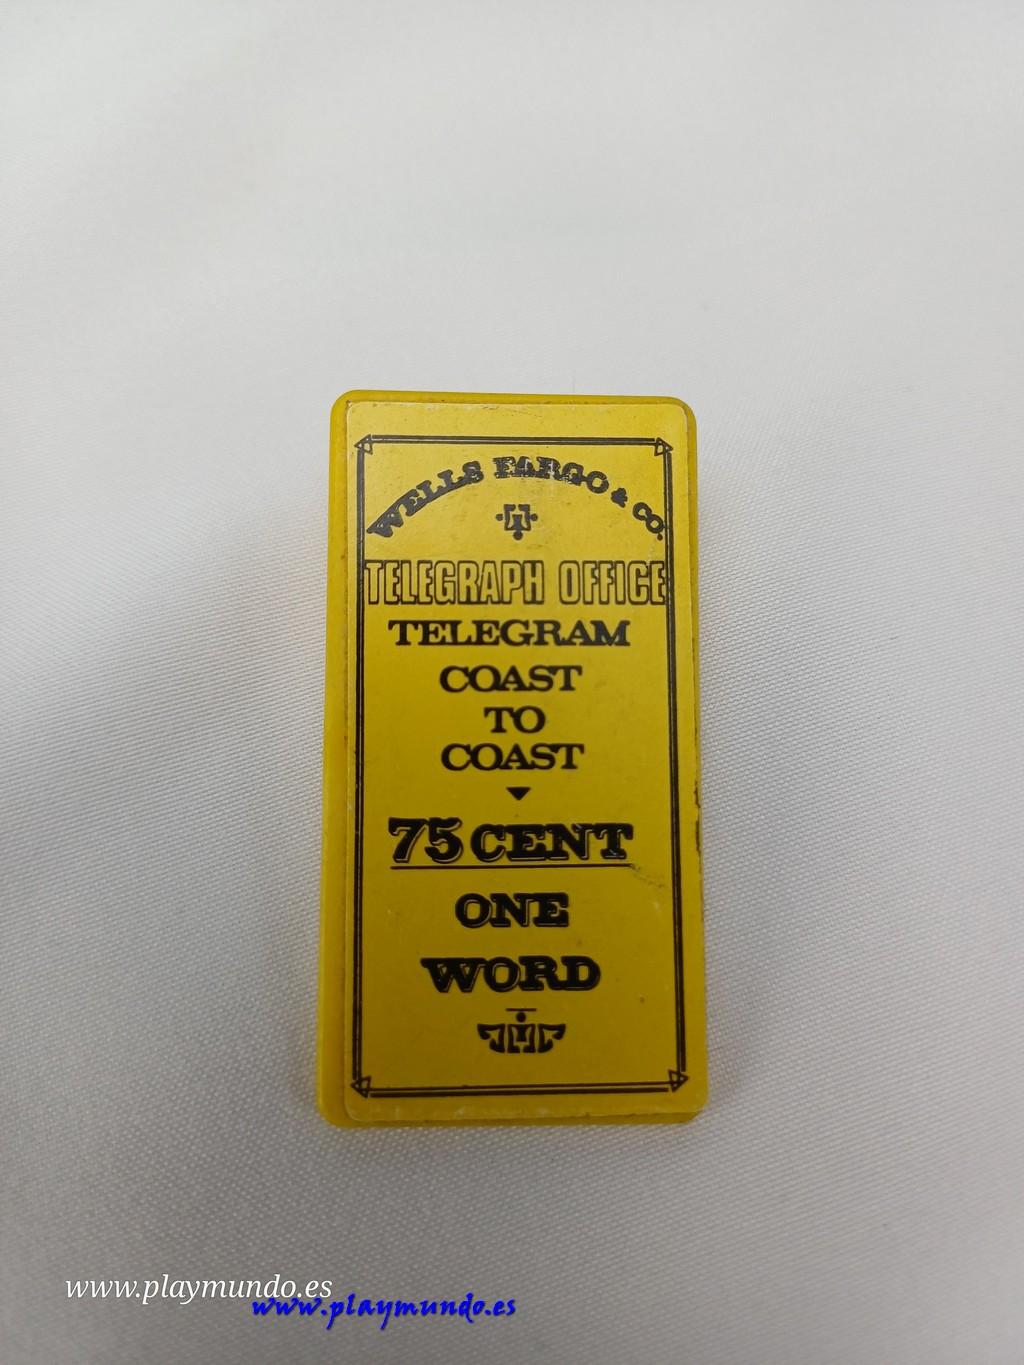 WELLS FARGO & CO.
TELEGRAPH OFFICE
TELEGRAM
COAST
TO
COAST
75 CENT
ONE
WORD
www.playmundo.es
www.playmundo.es